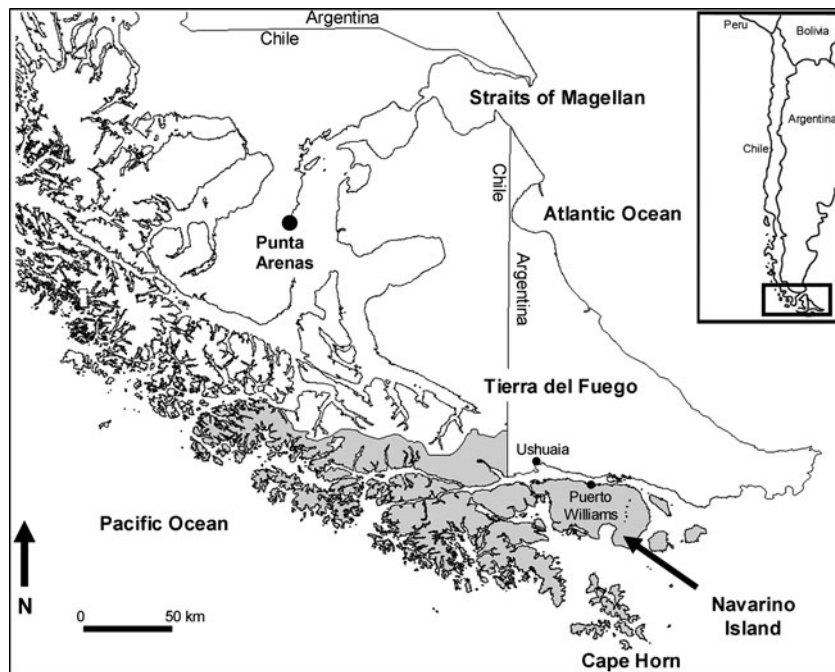 Argentina
Chile
Straits of Magellan
Peru
Bolivia
Argentina
Chile
Chile
Argentina
Atlantic Ocean
Punta
Arenas
Tierra del Fuego
Ushuaia
Puerto
Williams
Pacific Ocean
N
0 50 km
Navarino
Island
Cape Horn